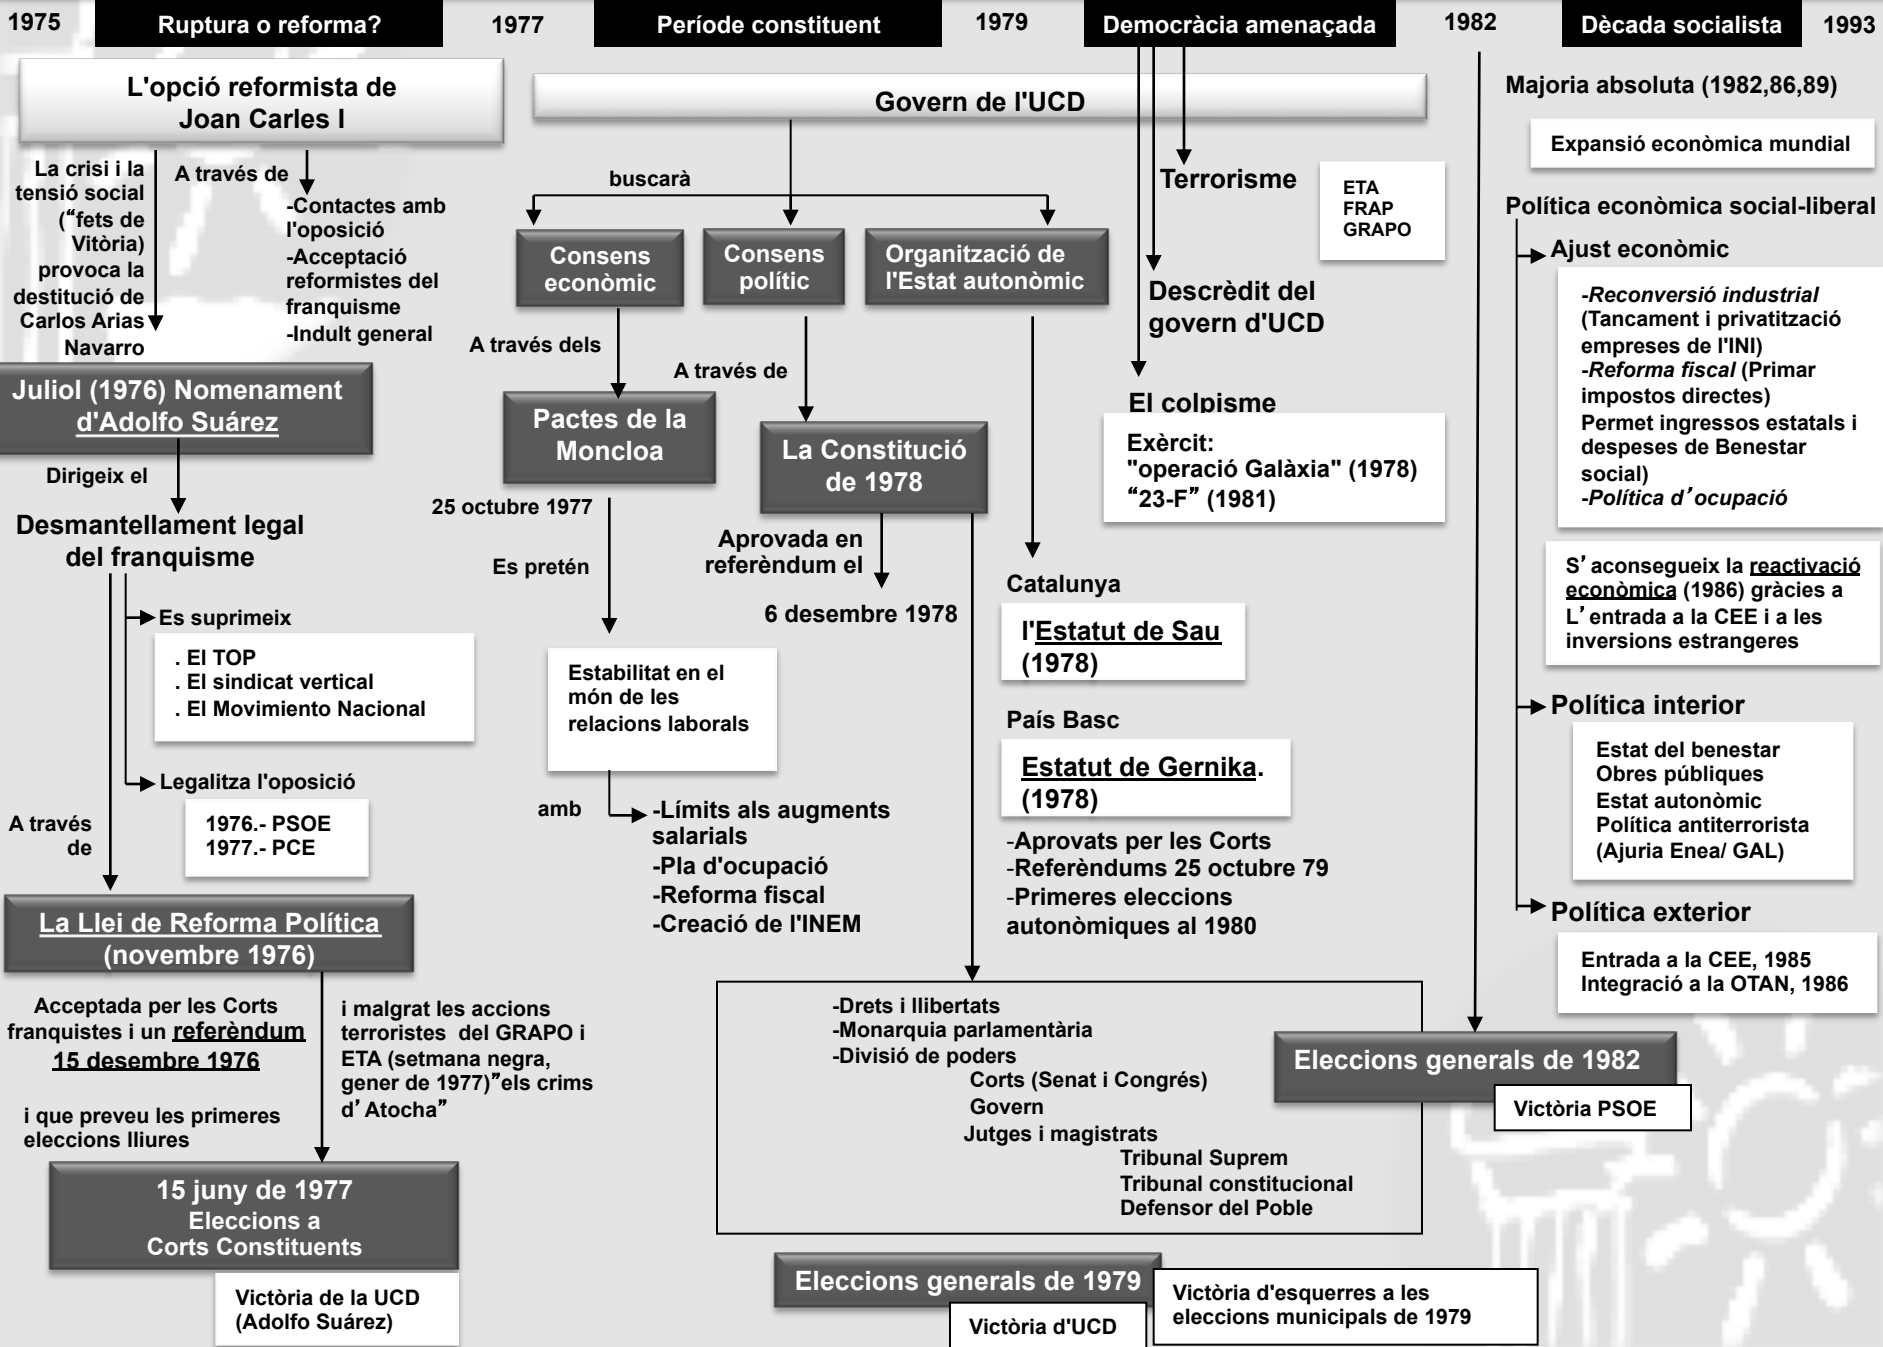 1975
Ruptura o reforma?
1977
Període constituent
1979
Democràcia amenaçada
1982
Dècada socialista
1993
L'opció reformista de
Joan Carles I
La crisi i la
tensió social
(“fets de
Vitòria)
provoca la
destitució de
Carlos Arias
Navarro
A través de
-Contactes amb
l'oposició
-Acceptació
reformistes del
franquisme
-Indult general
Juliol (1976) Nomenament
d'Adolfo Suárez
Dirigeix el
Desmantellament legal
del franquisme
Es suprimeix
. El TOP
. El sindicat vertical
. El Movimiento Nacional
Legalitza l'oposició
1976.- PSOE
1977.- PCE
A través
de
La Llei de Reforma Política
(novembre 1976)
Acceptada per les Corts
franquistes i un referèndum
15 desembre 1976
i que preveu les primeres
eleccions lliures
i malgrat les accions
terroristes del GRAPO i
ETA (setmana negra,
gener de 1977)”els crims
d’Atocha”
15 juny de 1977
Eleccions a
Corts Constituents
Victòria de la UCD
(Adolfo Suárez)
Govern de l'UCD
buscarà
Consens
econòmic
Consens
polític
Organització de
l'Estat autonòmic
A través dels
Pactes de la
Moncloa
25 octubre 1977
Es pretén
Estabilitat en el
món de les
relacions laborals
amb
-Límits als augments
salarials
-Pla d'ocupació
-Reforma fiscal
-Creació de l'INEM
A través de
La Constitució
de 1978
Aprovada en
referèndum el
6 desembre 1978
Catalunya
l'Estatut de Sau
(1978)
País Basc
Estatut de Gernika.
(1978)
-Aprovats per les Corts
-Referèndums 25 octubre 79
-Primeres eleccions
autonòmiques al 1980
-Drets i llibertats
-Monarquia parlamentària
-Divisió de poders
Corts (Senat i Congrés)
Govern
Jutges i magistrats
Tribunal Suprem
Tribunal constitucional
Defensor del Poble
Eleccions generals de 1979
Victòria d'UCD
Victòria d'esquerres a les
eleccions municipals de 1979
Terrorisme
ETA
FRAP
GRAPO
Descrèdit del
govern d'UCD
El colpisme
Exèrcit:
"operació Galàxia" (1978)
“23-F” (1981)
Eleccions generals de 1982
Victòria PSOE
Majoria absoluta (1982,86,89)
Expansió econòmica mundial
Política econòmica social-liberal
Ajust econòmic
-Reconversió industrial
(Tancament i privatització
empreses de l'INI)
-Reforma fiscal (Primar
impostos directes)
Permet ingressos estatals i
despeses de Benestar
social)
-Política d’ocupació
S’aconsegueix la reactivació
econòmica (1986) gràcies a
L’entrada a la CEE i a les
inversions estrangeres
Política interior
Estat del benestar
Obres públiques
Estat autonòmic
Política antiterrorista
(Ajuria Enea/ GAL)
Política exterior
Entrada a la CEE, 1985
Integració a la OTAN, 1986